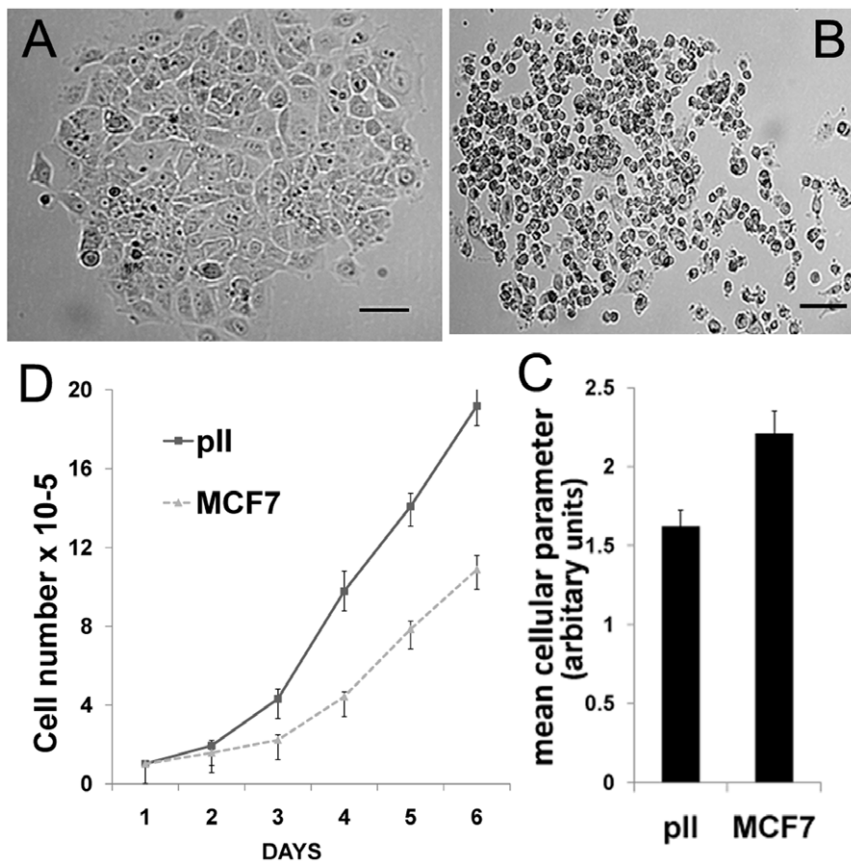 A
B
D
20
16
12
8
4
0
Cell number x 10-5
pII
MCF7
1 2 3 4 5 6
DAYS
C
2.5
2
1.5
1
0.5
0
mean cellular parameter
(arbitary units)
pII MCF7